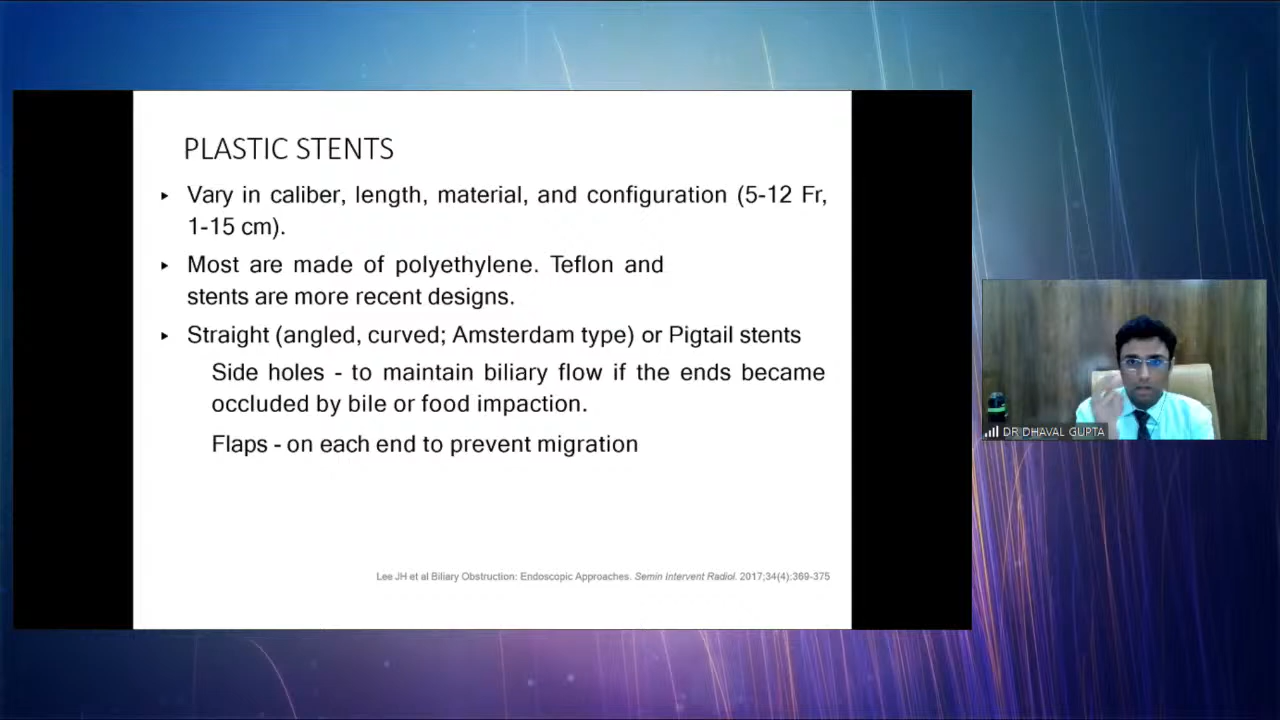 PLASTIC STENTS
▸ Vary in caliber, length, material, and configuration (5-12 Fr,
1-15 cm).
▸ Most are made of polyethylene. Teflon and
stents are more recent designs.
▸ Straight (angled, curved; Amsterdam type) or Pigtail stents
Side holes - to maintain biliary flow if the ends became
occluded by bile or food impaction.
Flaps - on each end to prevent migration
Lee JH et al Biliary Obstruction: Endoscopic Approaches. Semin Intervent Radiol. 2017;34(4):369-375
DR DHAVAL GUPTA